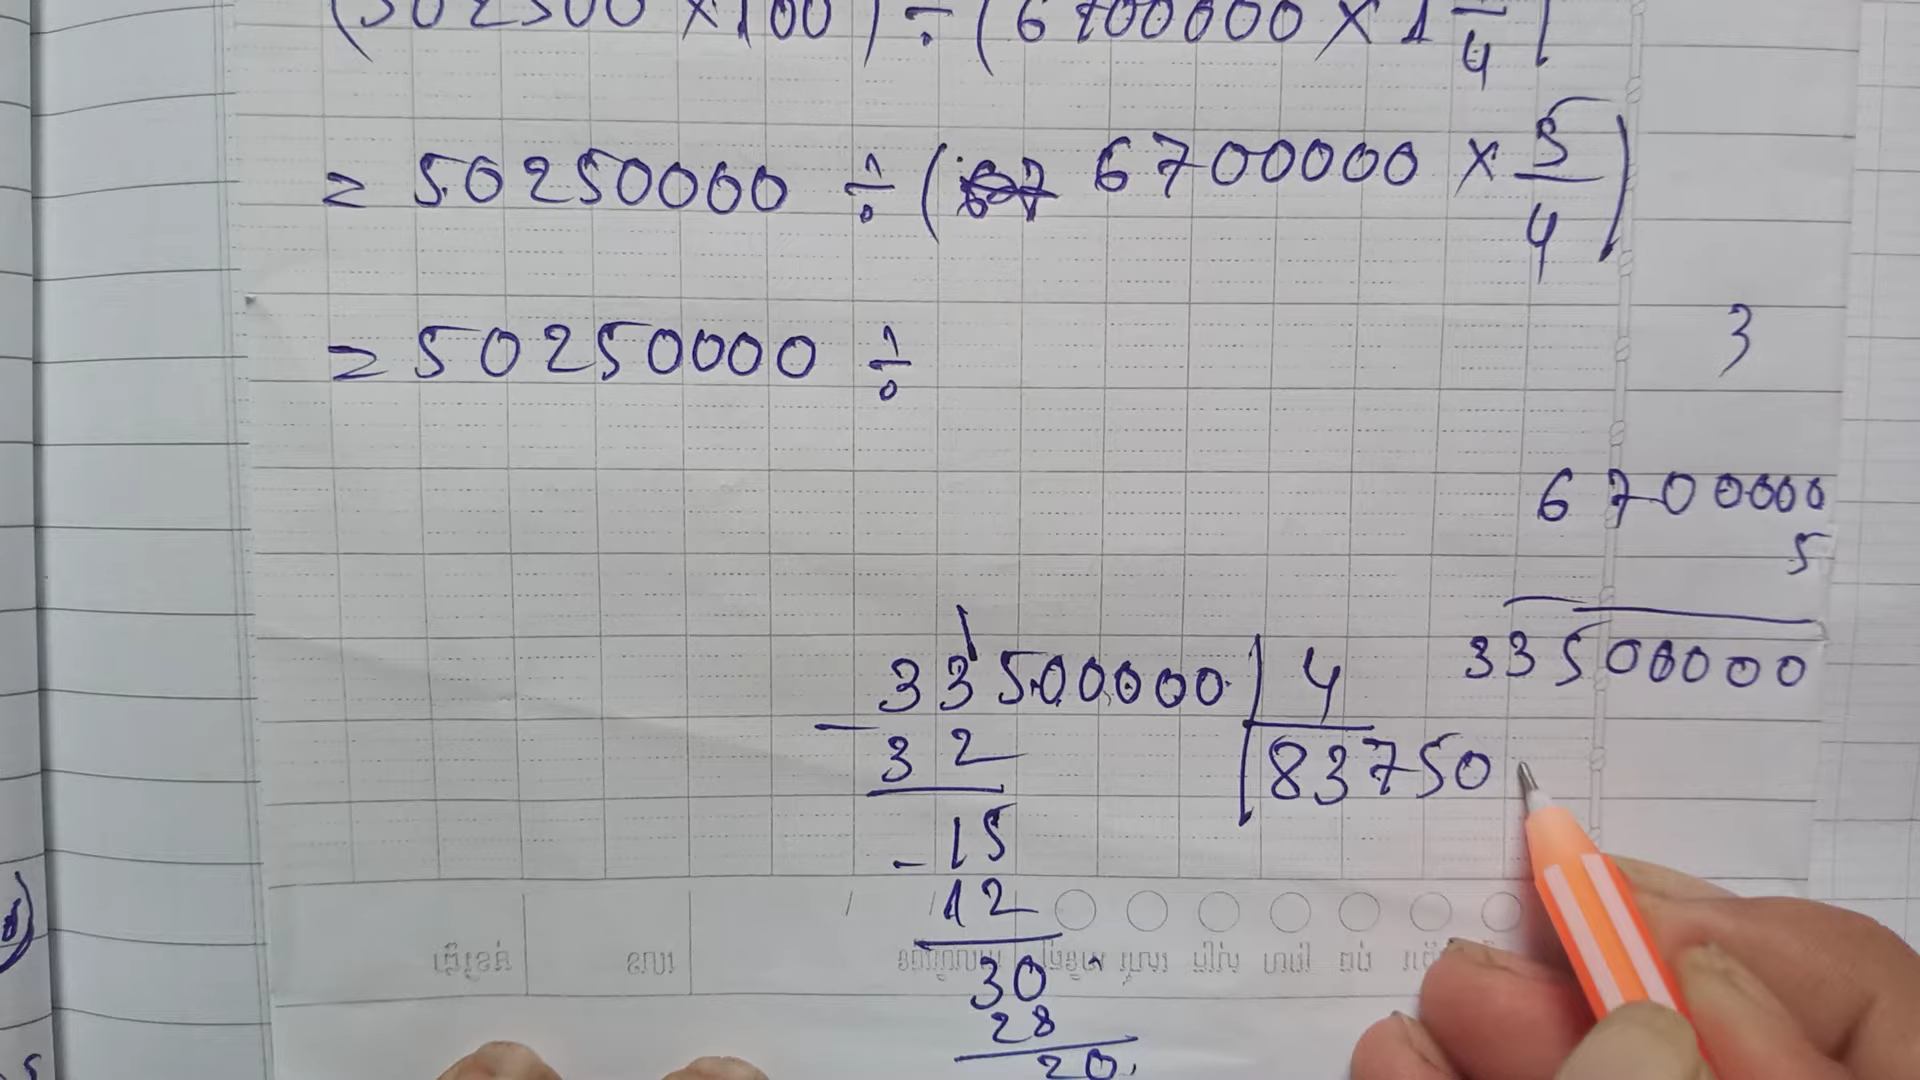 (502500 × 100) ÷ (6700000 × 1 /4)
= 50250000 ÷ ( 6700000 × 5/4)
= 50250000 ÷
3
6700000
5
33500000
33500000 | 4
- 32
83750
- 15
12
30
28
20